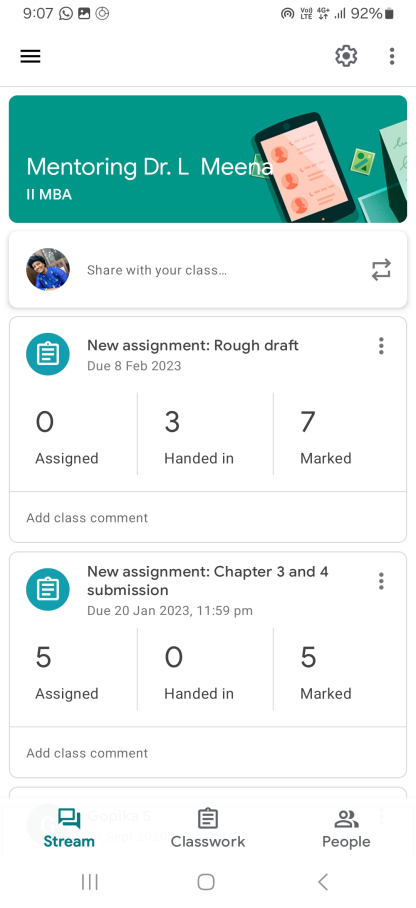 9:07
Vo)) LTE 4G+ 92%
Mentoring Dr. L Meena
II MBA
Share with your class...
New assignment: Rough draft
Due 8 Feb 2023
0 3 7
Assigned Handed in Marked
Add class comment
New assignment: Chapter 3 and 4
submission
Due 20 Jan 2023, 11:59 pm
5 0 5
Assigned Handed in Marked
Add class comment
Gopika S
Stream Classwork People